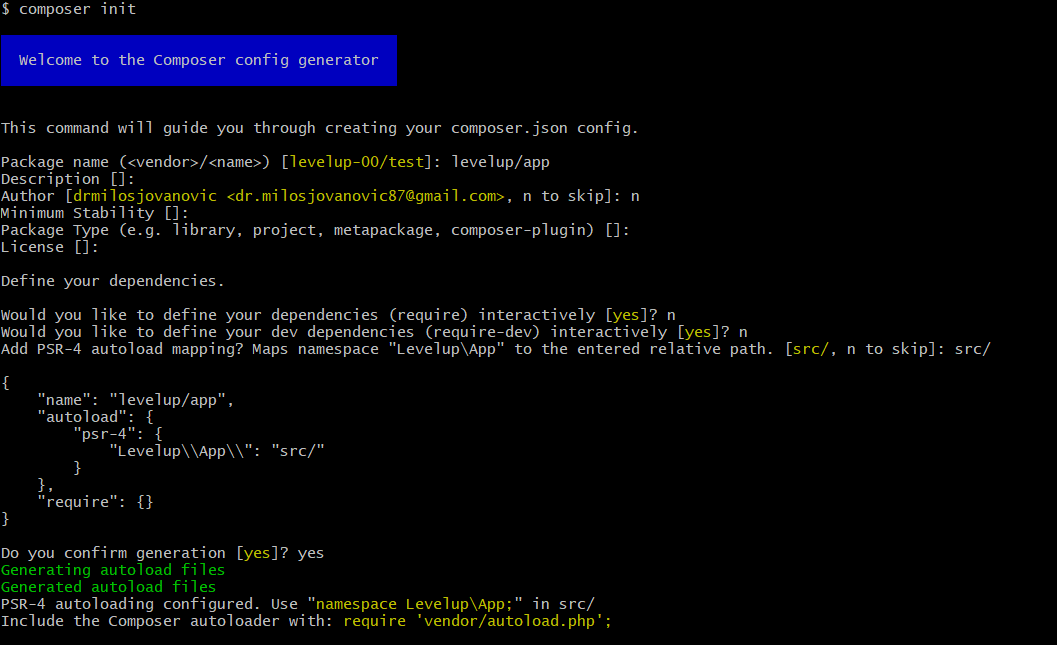 $ composer init
Welcome to the Composer config generator
This command will guide you through creating your composer.json config.
Package name (<vendor>/<name>) [levelup-00/test]: levelup/app
Description []:
Author [drmilosjovanovic <dr.milosjovanovic87@gmail.com>, n to skip]: n
Minimum Stability []:
Package Type (e.g. library, project, metapackage, composer-plugin) []:
License []:
Define your dependencies.
Would you like to define your dependencies (require) interactively [yes]? n
Would you like to define your dev dependencies (require-dev) interactively [yes]? n
Add PSR-4 autoload mapping? Maps namespace "Levelup\App" to the entered relative path. [src/, n to skip]: src/
{
    "name": "levelup/app",
    "autoload": {
        "psr-4": {
            "Levelup\\App\\": "src/"
        }
    },
    "require": {}
}
Do you confirm generation [yes]? yes
Generating autoload files
Generated autoload files
PSR-4 autoloading configured. Use "namespace Levelup\App;" in src/
Include the Composer autoloader with: require 'vendor/autoload.php';